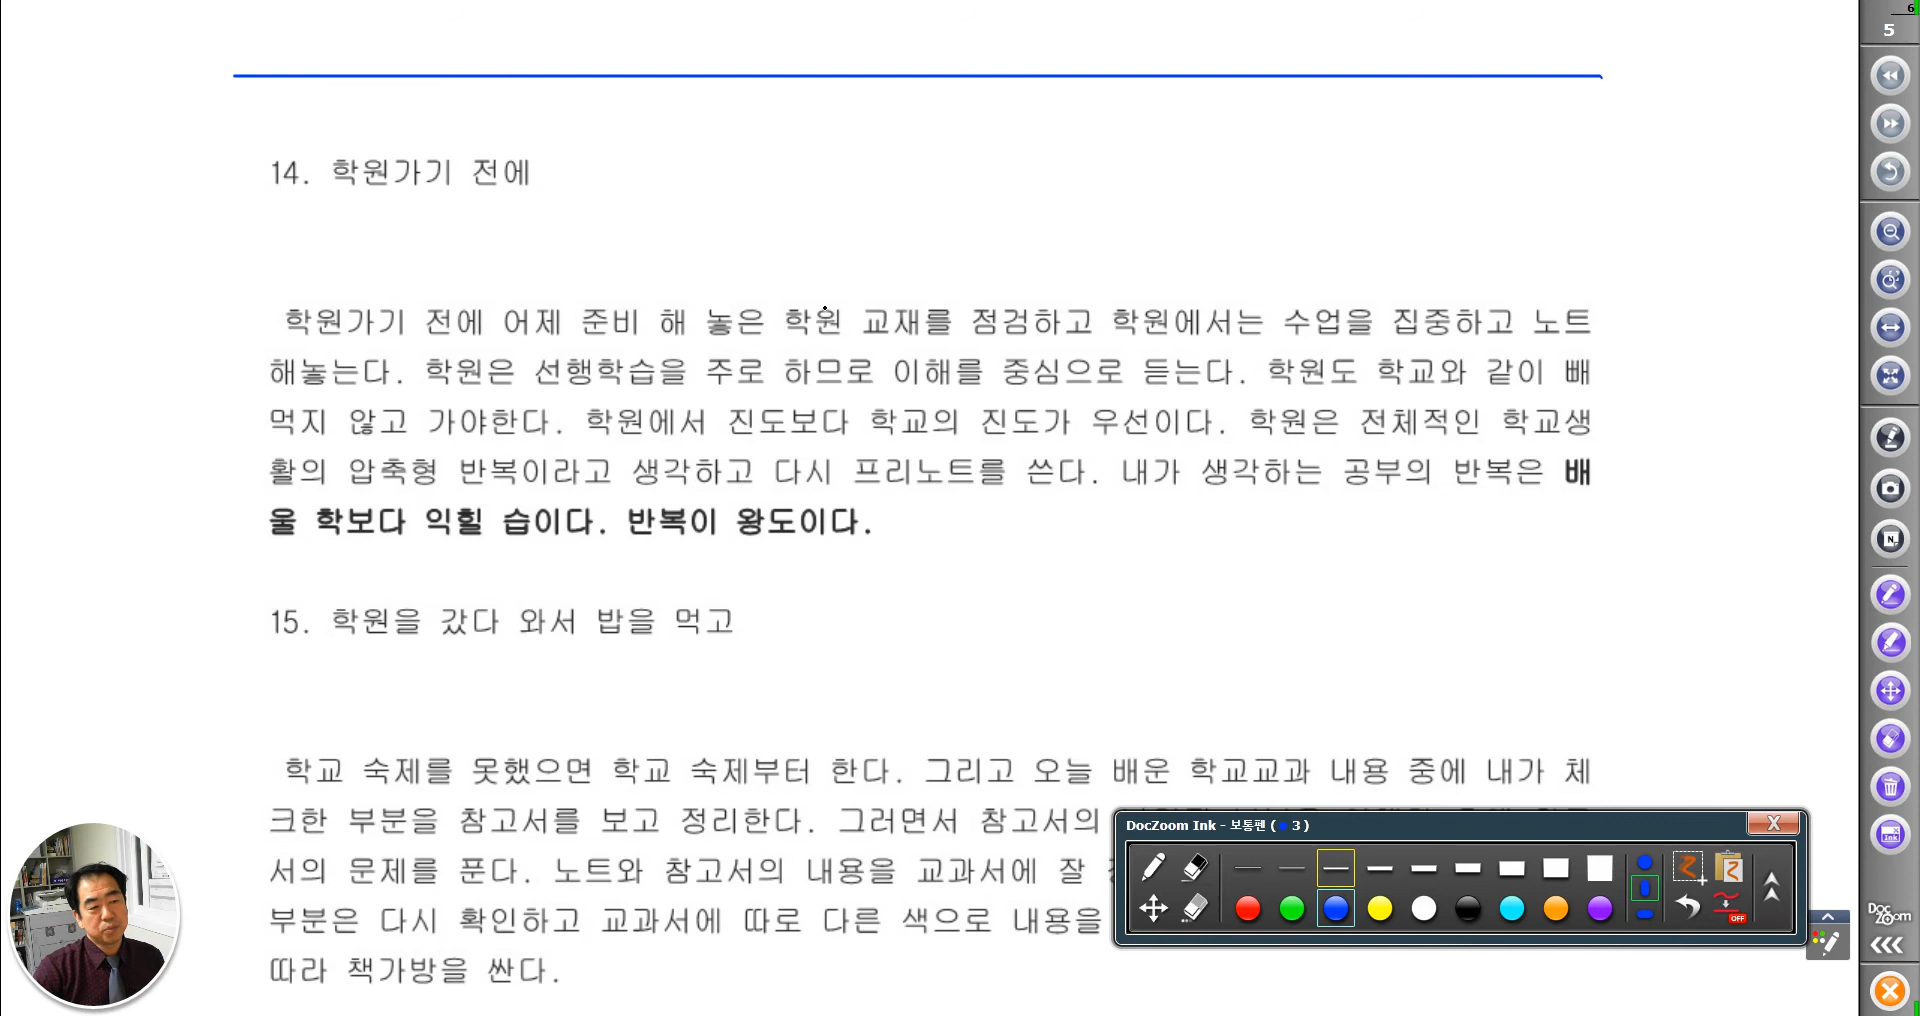 6
5
14. 학원가기 전에
학원가기 전에 어제 준비 해 놓은 학원 교재를 점검하고 학원에서는 수업을 집중하고 노트
해놓는다. 학원은 선행학습을 주로 하므로 이해를 중심으로 듣는다. 학원도 학교와 같이 빼
먹지 않고 가야한다. 학원에서 진도보다 학교의 진도가 우선이다. 학원은 전체적인 학교생
활의 압축형 반복이라고 생각하고 다시 프리노트를 쓴다. 내가 생각하는 공부의 반복은 배
울 학보다 익힐 습이다. 반복이 왕도이다.
15. 학원을 갔다 와서 밥을 먹고
학교 숙제를 못했으면 학교 숙제부터 한다. 그리고 오늘 배운 학교교과 내용 중에 내가 체
크한 부분을 참고서를 보고 정리한다. 그러면서 참고서의
서의 문제를 푼다. 노트와 참고서의 내용을 교과서에 잘
부분은 다시 확인하고 교과서에 따로 다른 색으로 내용을
따라 책가방을 싼다.
DocZoom Ink - 보통펜 ( 3 )
X
OFF
N
Ink
Doc Zoom